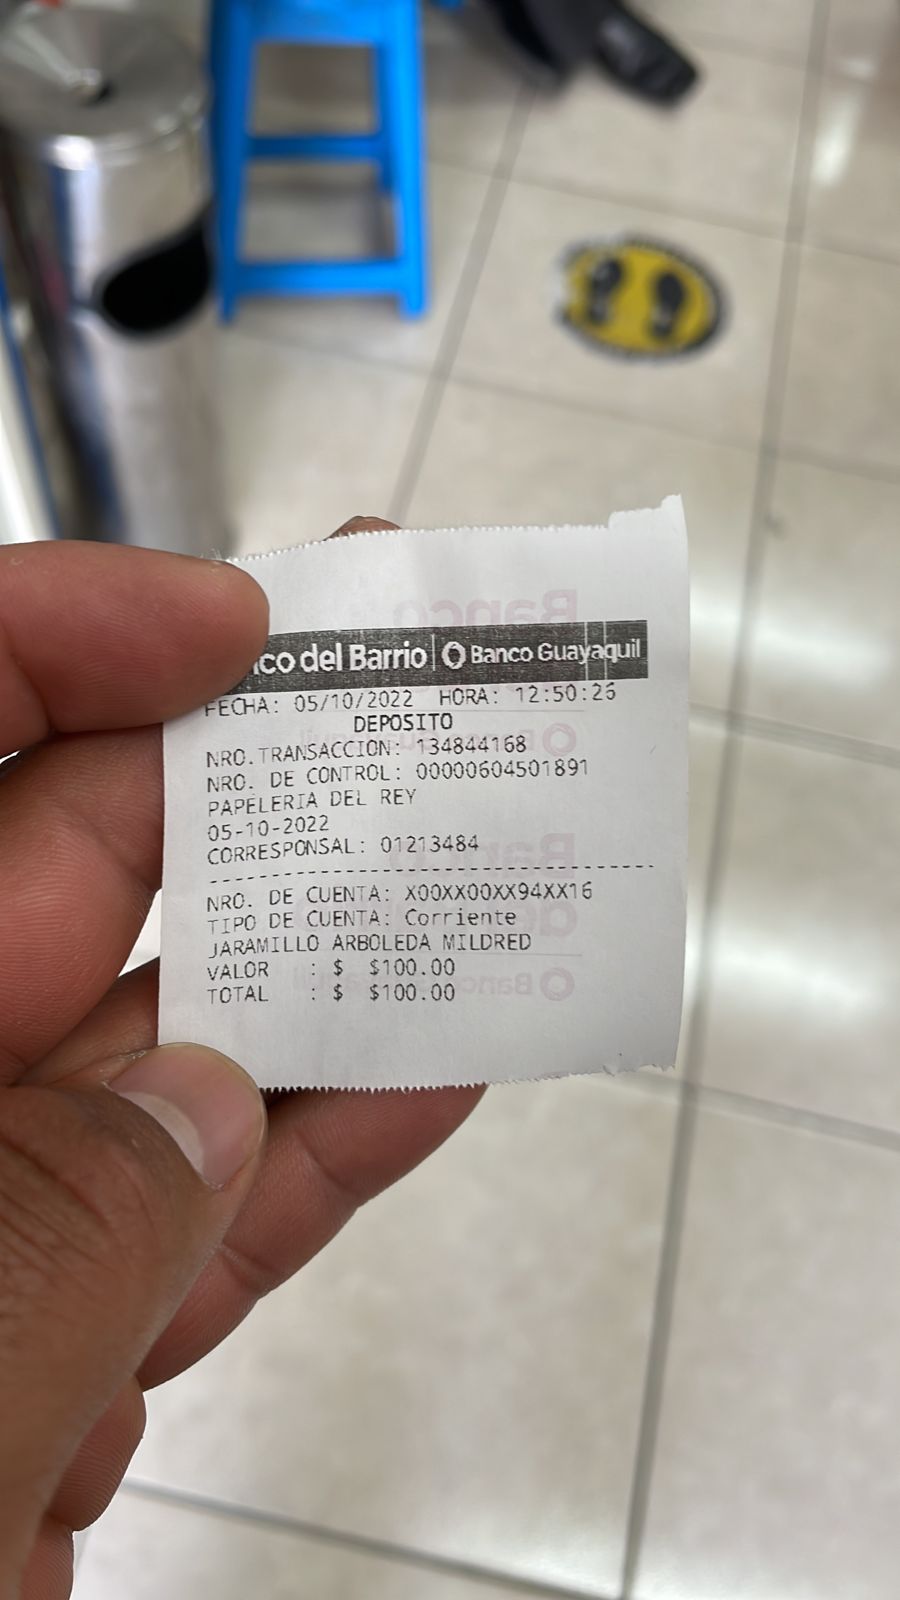 co del Barrio | Banco Guayaquil
FECHA: 05/10/2022 HORA: 12:50:26
DEPOSITO
NRO.TRANSACCION: 134844168
NRO. DE CONTROL: 00000604501891
PAPELERIA DEL REY
05-10-2022
CORRESPONSAL: 01213484
NRO. DE CUENTA: X00XX00XX94XX16
TIPO DE CUENTA: Corriente
JARAMILLO ARBOLEDA MILDRED
VALOR : $ $100.00
TOTAL : $ $100.00